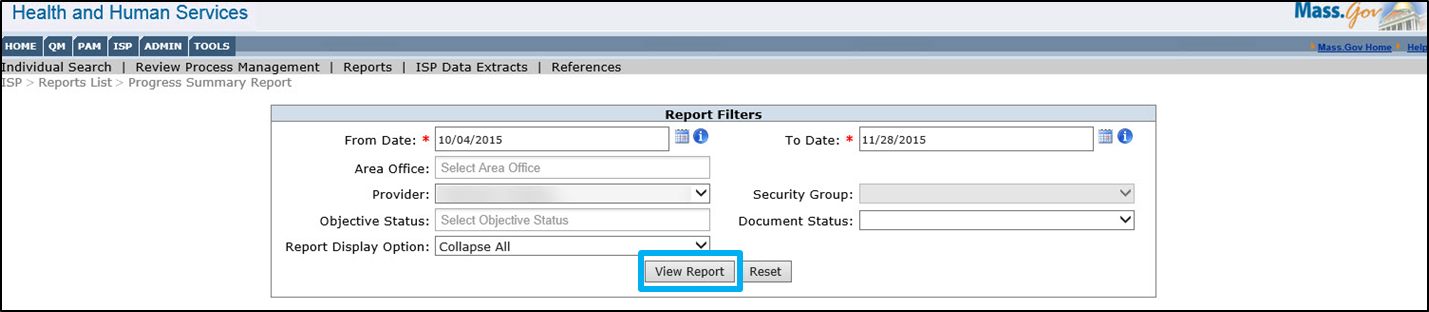 Health and Human Services
Mass.Gov
HOME QM PAM ISP ADMIN TOOLS
Mass.Gov Home Help
Individual Search | Review Process Management | Reports | ISP Data Extracts | References
ISP > Reports List > Progress Summary Report
Report Filters
From Date: * 10/04/2015 To Date: * 11/28/2015
Area Office: Select Area Office
Provider: Security Group:
Objective Status: Select Objective Status Document Status:
Report Display Option: Collapse All
View Report Reset